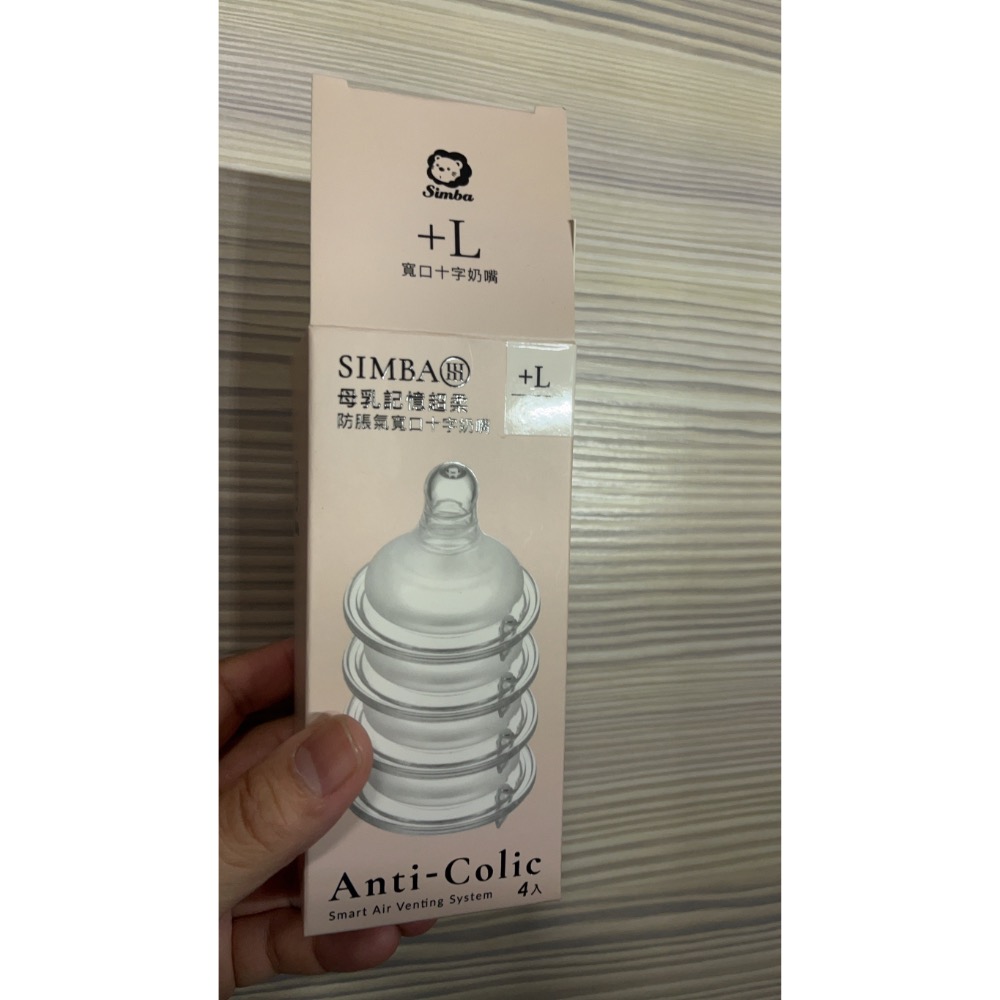 Simba
+L
寬口十字奶嘴
SIMBA
+L
母乳記憶超柔
防脹氣寬口十字奶嘴
Anti-Colic
Smart Air Venting System
4入